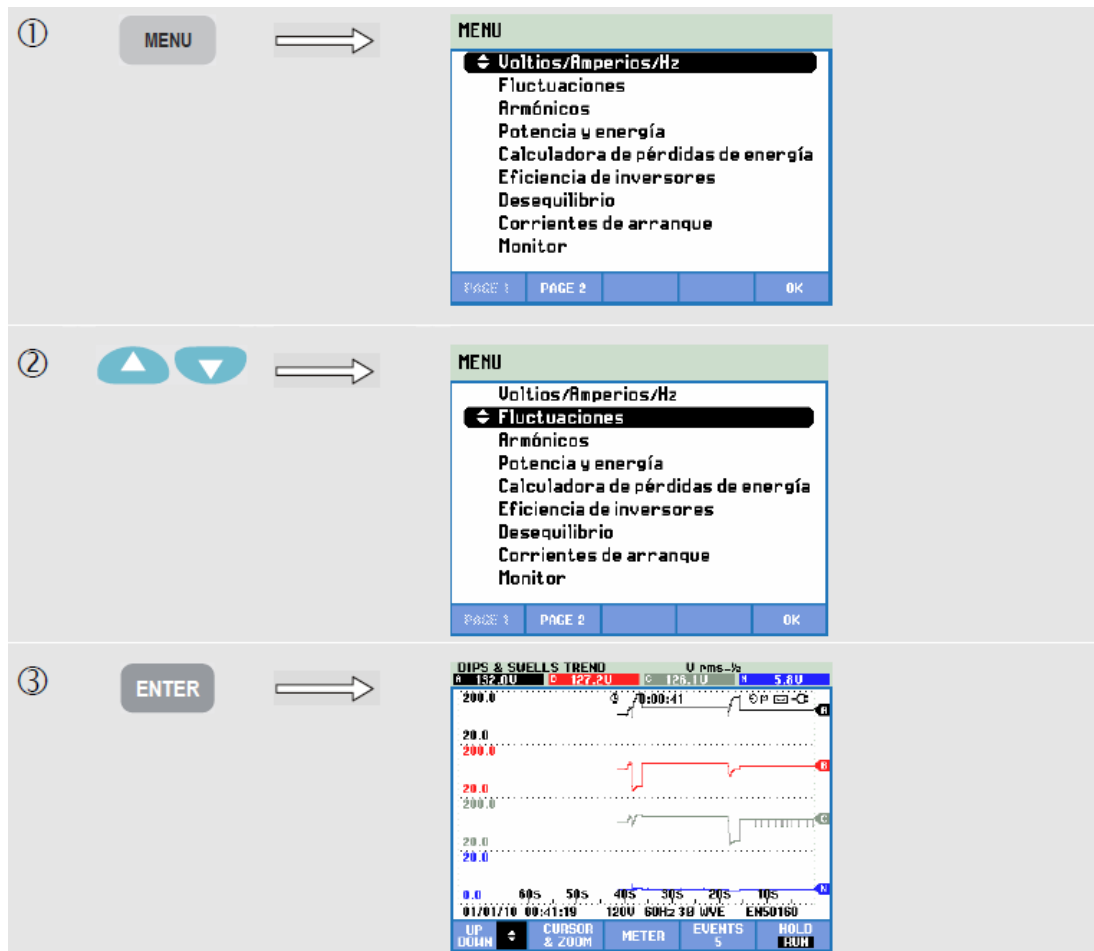 ①
MENU
MENU
Voltios/Amperios/Hz
Fluctuaciones
Armónicos
Potencia y energía
Calculadora de pérdidas de energía
Eficiencia de inversores
Desequilibrio
Corrientes de arranque
Monitor
PAGE 1 PAGE 2 OK
②
MENU
Voltios/Amperios/Hz
Fluctuaciones
Armónicos
Potencia y energía
Calculadora de pérdidas de energía
Eficiencia de inversores
Desequilibrio
Corrientes de arranque
Monitor
PAGE 1 PAGE 2 OK
③
ENTER
DIPS & SWELLS TREND V rms-½
A 132.0V 127.2V C 126.1V N 5.8V
200.0 0:00:41 P
A
20.0
200.0
B
20.0
200.0
C
20.0
20.0
0.0 N
60S 50S 40S 30S 20S 10S
01/01/10 00:41:19 120V 60Hz 3Ø WYE EN50160
UP DOWN CURSOR & ZOOM METER EVENTS 5 HOLD RUN